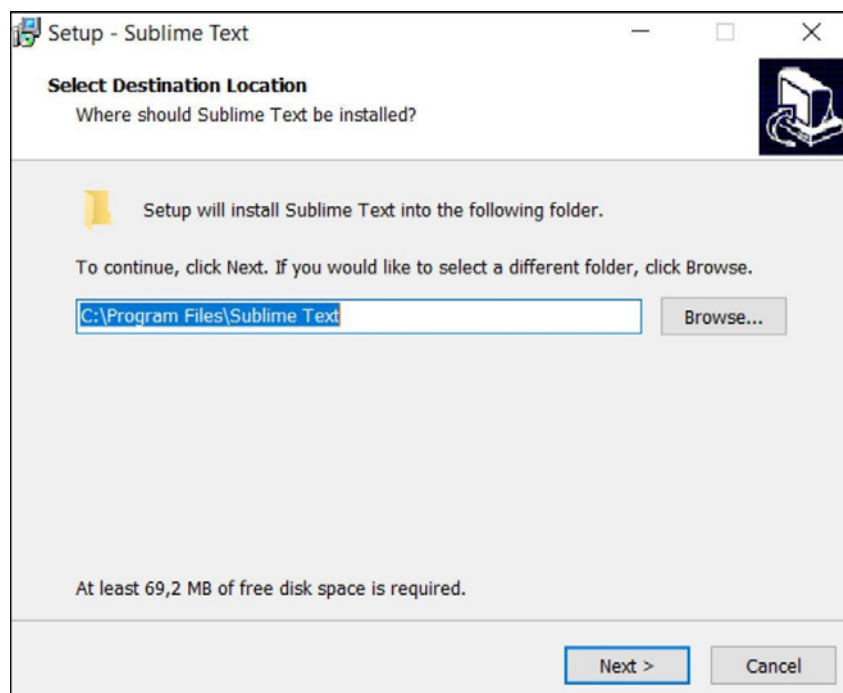 Setup - Sublime Text
Select Destination Location
Where should Sublime Text be installed?
Setup will install Sublime Text into the following folder.
To continue, click Next. If you would like to select a different folder, click Browse.
C:\Program Files\Sublime Text
Browse...
At least 69,2 MB of free disk space is required.
Next >
Cancel